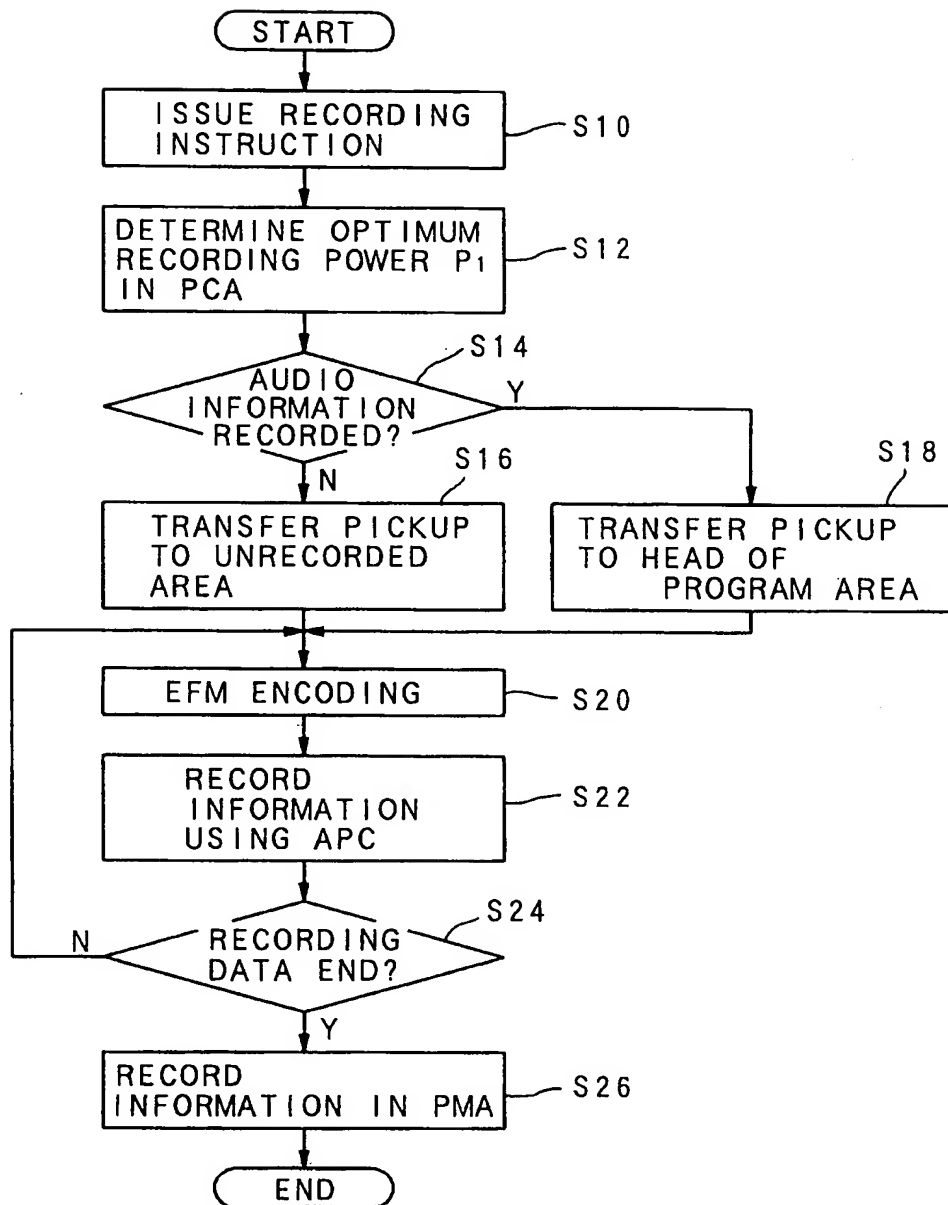 START
ISSUE RECORDING
INSTRUCTION
S10
DETERMINE OPTIMUM
RECORDING POWER P1
IN PCA
S12
S14
AUDIO
INFORMATION
RECORDED?
Y
N
S16
TRANSFER PICKUP
TO UNRECORDED
AREA
S18
TRANSFER PICKUP
TO HEAD OF
PROGRAM AREA
EFM ENCODING
S20
RECORD
INFORMATION
USING APC
S22
S24
N
RECORDING
DATA END?
Y
RECORD
INFORMATION IN PMA
S26
END